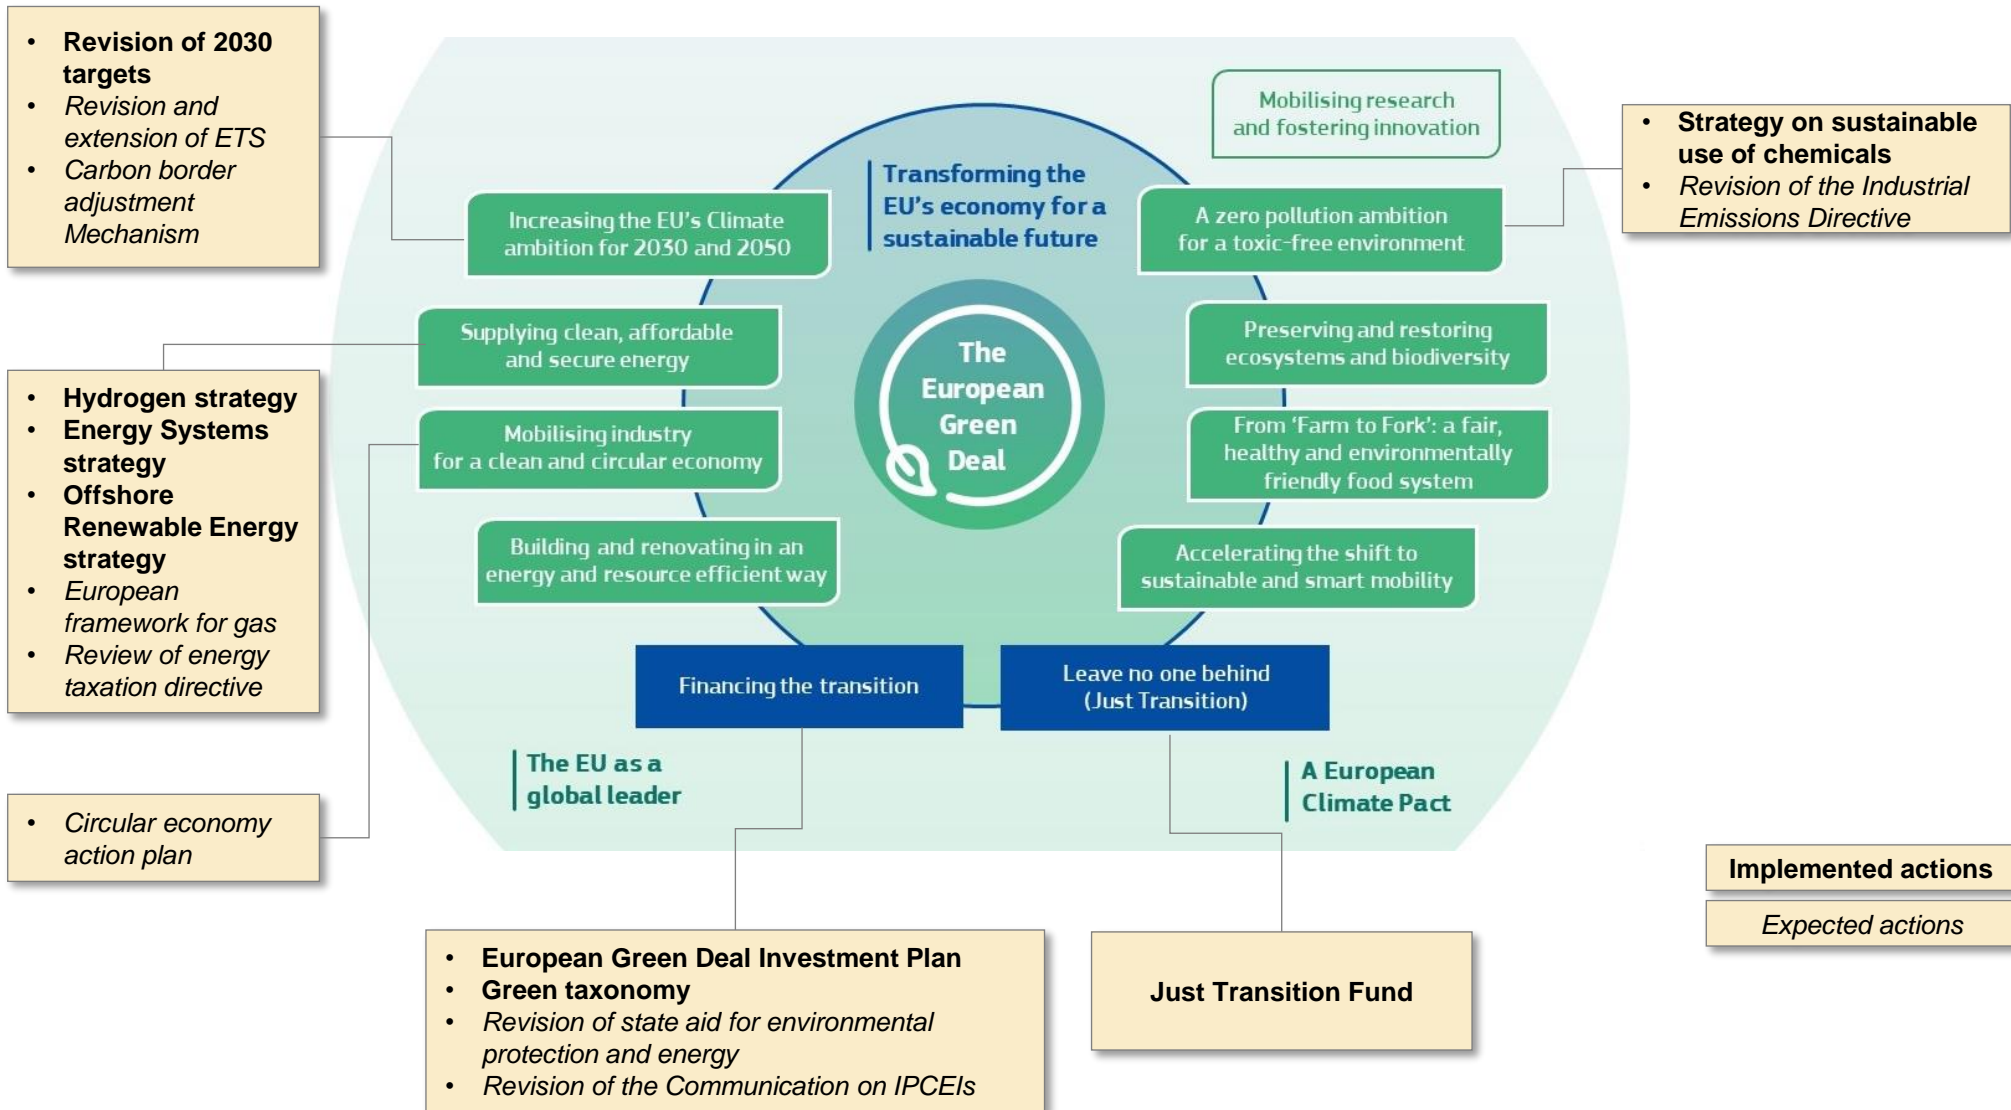 • Revision of 2030
targets
• Revision and
extension of ETS
• Carbon border
adjustment
Mechanism
Mobilising research
and fostering innovation
• Strategy on sustainable
use of chemicals
• Revision of the Industrial
Emissions Directive
Transforming the
EU's economy for a
sustainable future
Increasing the EU's Climate
ambition for 2030 and 2050
A zero pollution ambition
for a toxic-free environment
Supplying clean, affordable
and secure energy
Preserving and restoring
ecosystems and biodiversity
The
European
Green
Deal
• Hydrogen strategy
• Energy Systems
strategy
• Offshore
Renewable Energy
strategy
• European
framework for gas
• Review of energy
taxation directive
Mobilising industry
for a clean and circular economy
From ‘Farm to Fork’: a fair,
healthy and environmentally
friendly food system
Building and renovating in an
energy and resource efficient way
Accelerating the shift to
sustainable and smart mobility
Financing the transition
Leave no one behind
(Just Transition)
The EU as a
global leader
A European
Climate Pact
• Circular economy
action plan
Implemented actions
Expected actions
• European Green Deal Investment Plan
• Green taxonomy
• Revision of state aid for environmental
protection and energy
• Revision of the Communication on IPCEIs
Just Transition Fund